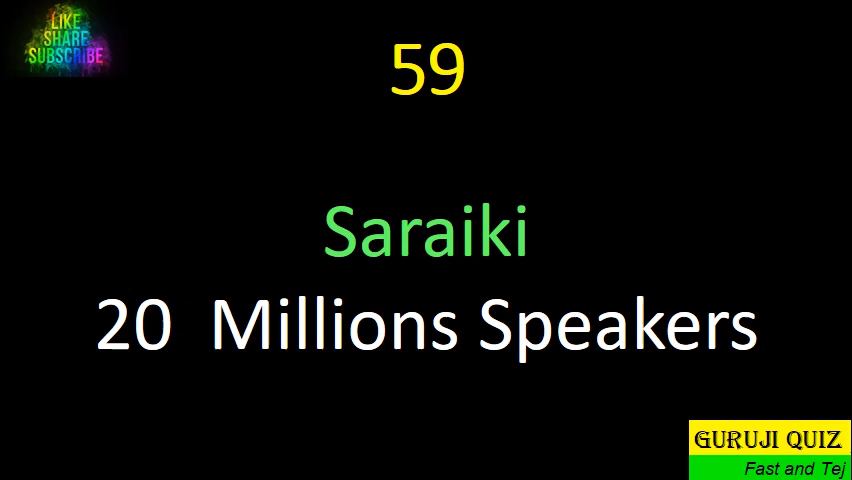 LIKE
SHARE
SUBSCRIBE
59
Saraiki
20 Millions Speakers
GURUJI QUIZ
Fast and Tej